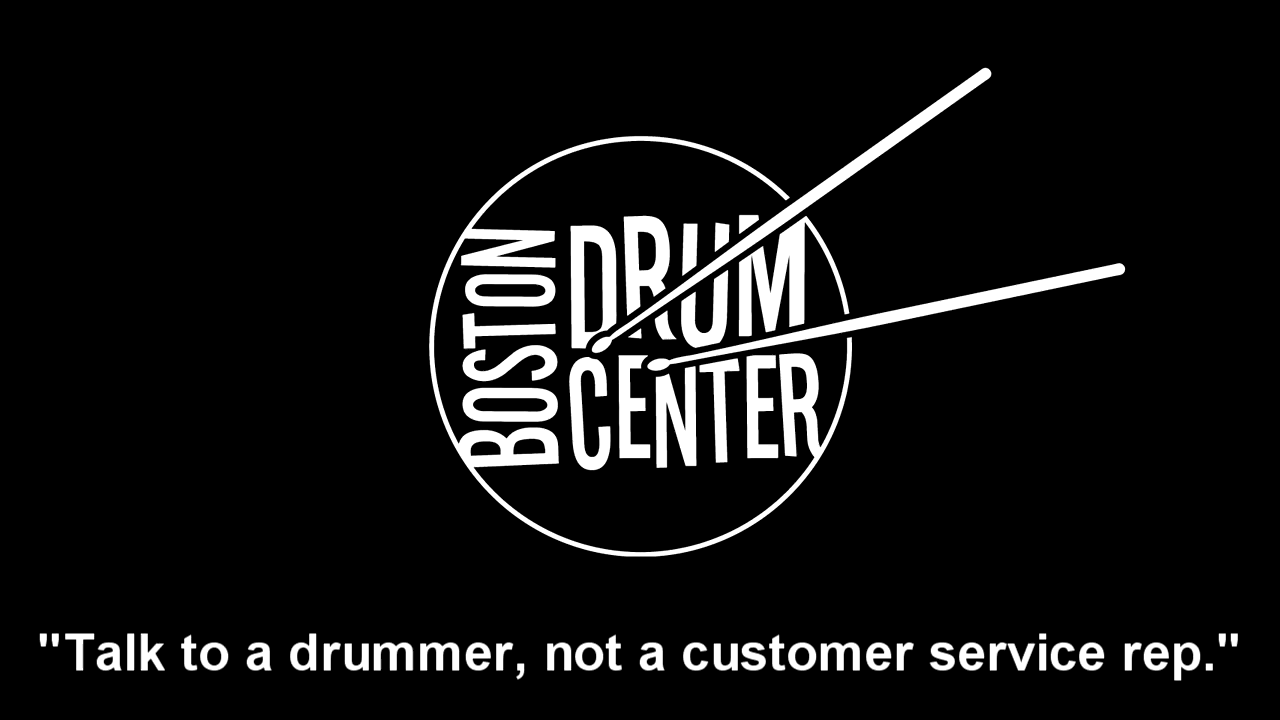 BOSTON
DRUM
CENTER
"Talk to a drummer, not a customer service rep."